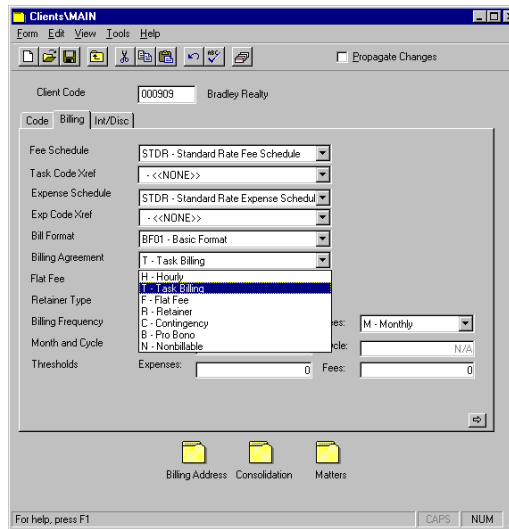 Clients\MAIN
Form Edit View Tools Help
ABC
Propagate Changes
Client Code 000909 Bradley Realty
Code Billing Int/Disc
Fee Schedule STDR - Standard Rate Fee Schedule
Task Code Xref - <<NONE>>
Expense Schedule STDR - Standard Rate Expense Schedul
Exp Code Xref - <<NONE>>
Bill Format BF01 - Basic Format
Billing Agreement T - Task Billing
Flat Fee H - Hourly
T - Task Billing
F - Flat Fee
Retainer Type R - Retainer
Billing Frequency C - Contingency ees: M - Monthly
B - Pro Bono
Month and Cycle N - Nonbillable cle: N/A
Thresholds Expenses: 0 Fees: 0
Billing Address Consolidation Matters
For help, press F1 CAPS NUM